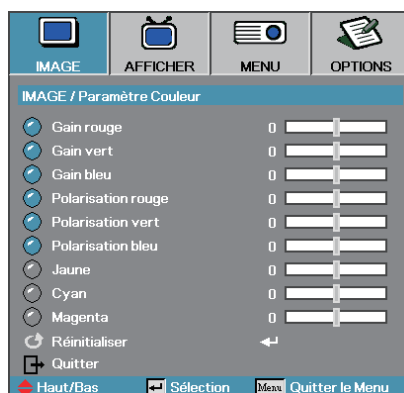 IMAGE AFFICHER MENU OPTIONS
IMAGE / Paramètre Couleur
Gain rouge 0
Gain vert 0
Gain bleu 0
Polarisation rouge 0
Polarisation vert 0
Polarisation bleu 0
Jaune 0
Cyan 0
Magenta 0
Réinitialiser
Quitter
Haut/Bas Sélect Menu Quitter le Menu